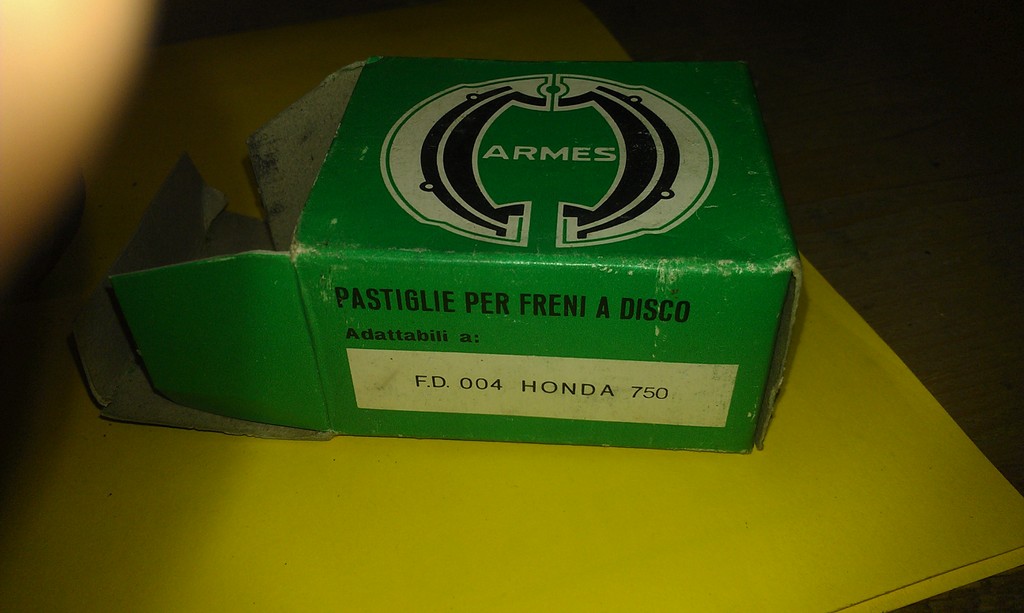 ARMES
PASTIGLIE PER FRENI A DISCO
Adattabili a:
F.D. 004 HONDA 750